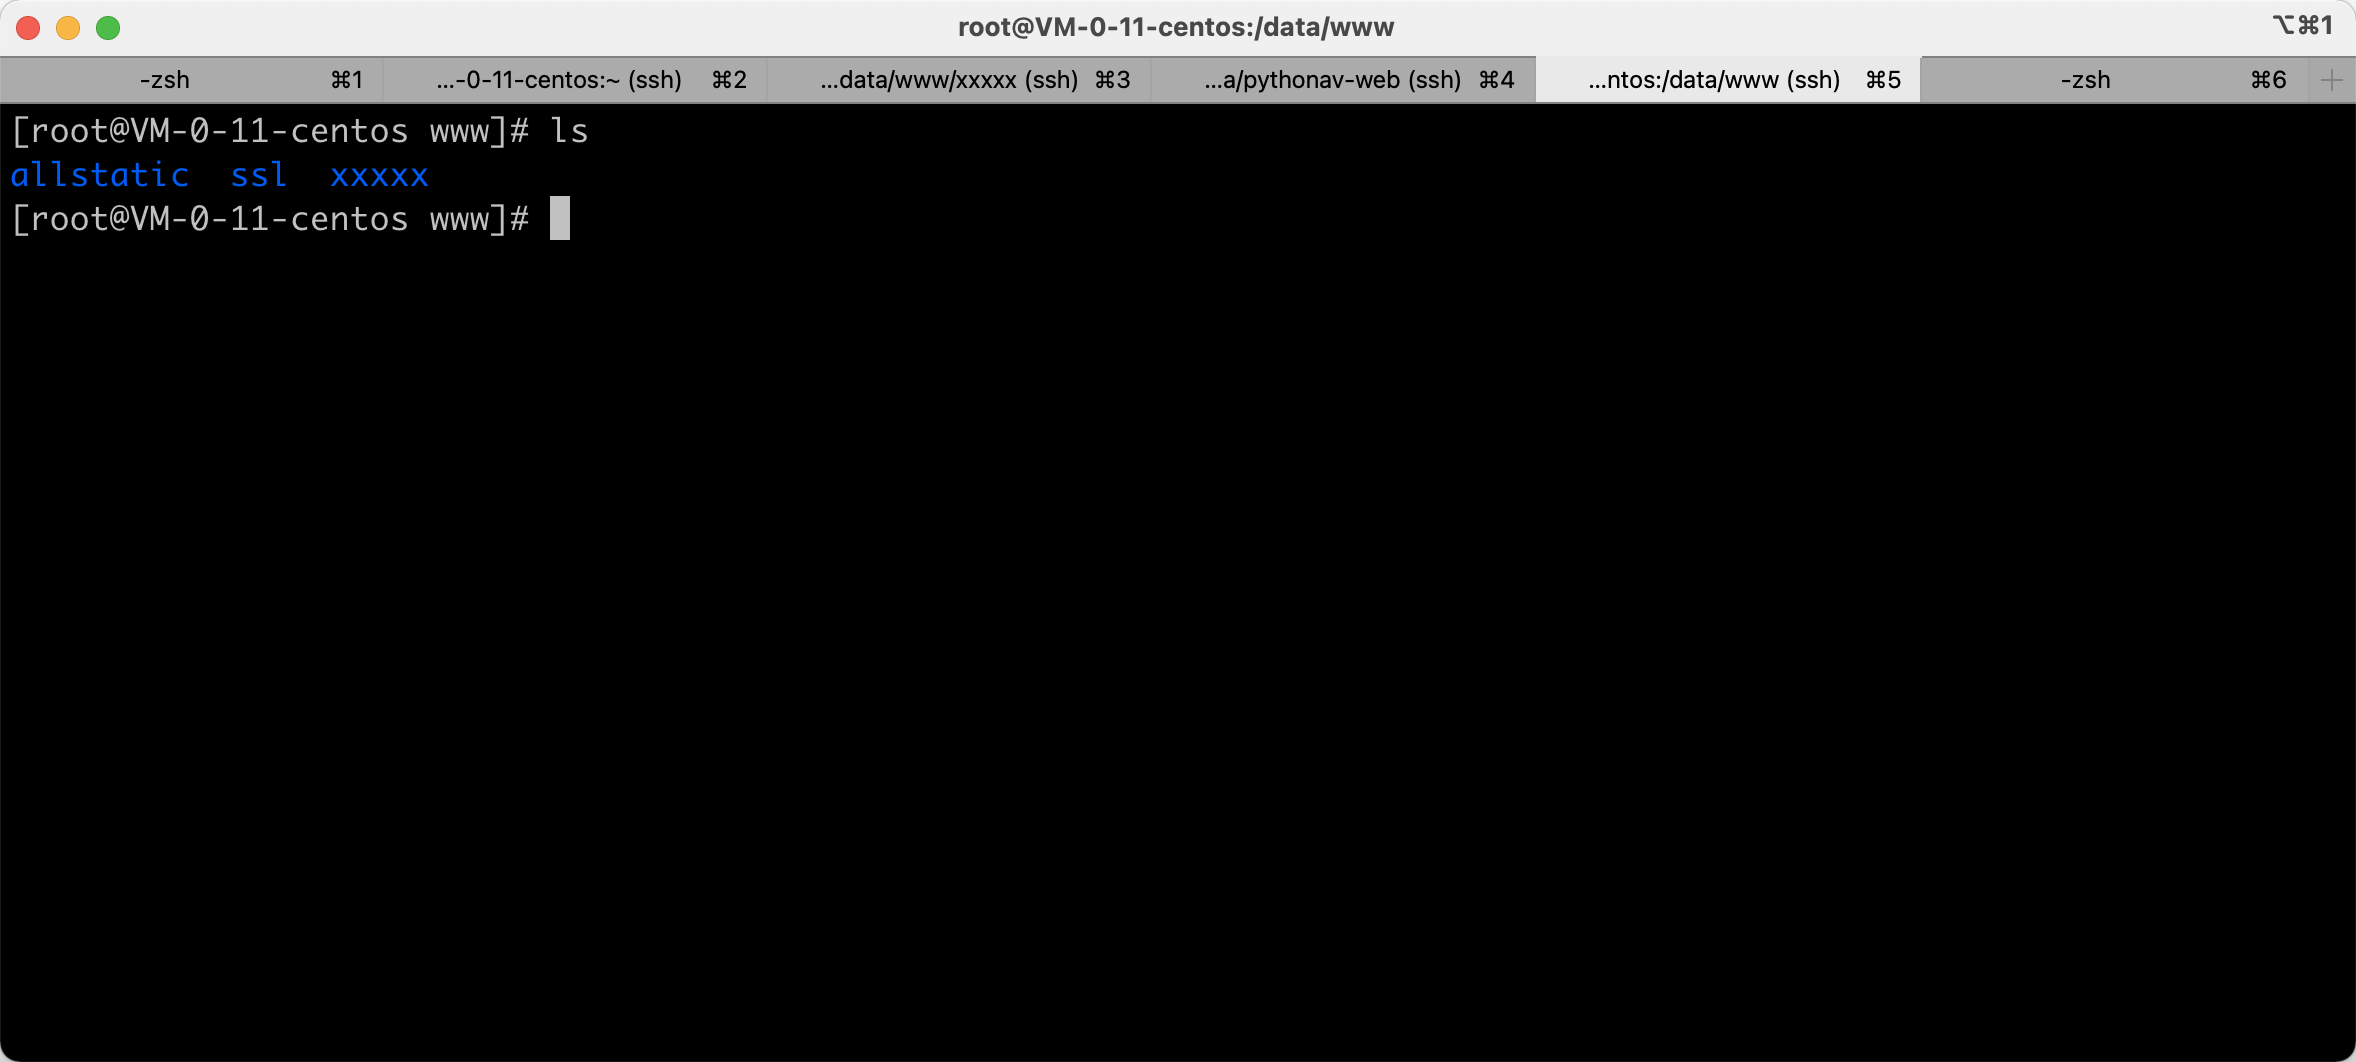 root@VM-0-11-centos:/data/www
⌥⌘1
-zsh ⌘1 ...-0-11-centos:~ (ssh) ⌘2 ...data/www/xxxxx (ssh) ⌘3 ...a/pythonav-web (ssh) ⌘4 ...ntos:/data/www (ssh) ⌘5 -zsh ⌘6
[root@VM-0-11-centos www]# ls
allstatic  ssl  xxxxx
[root@VM-0-11-centos www]#